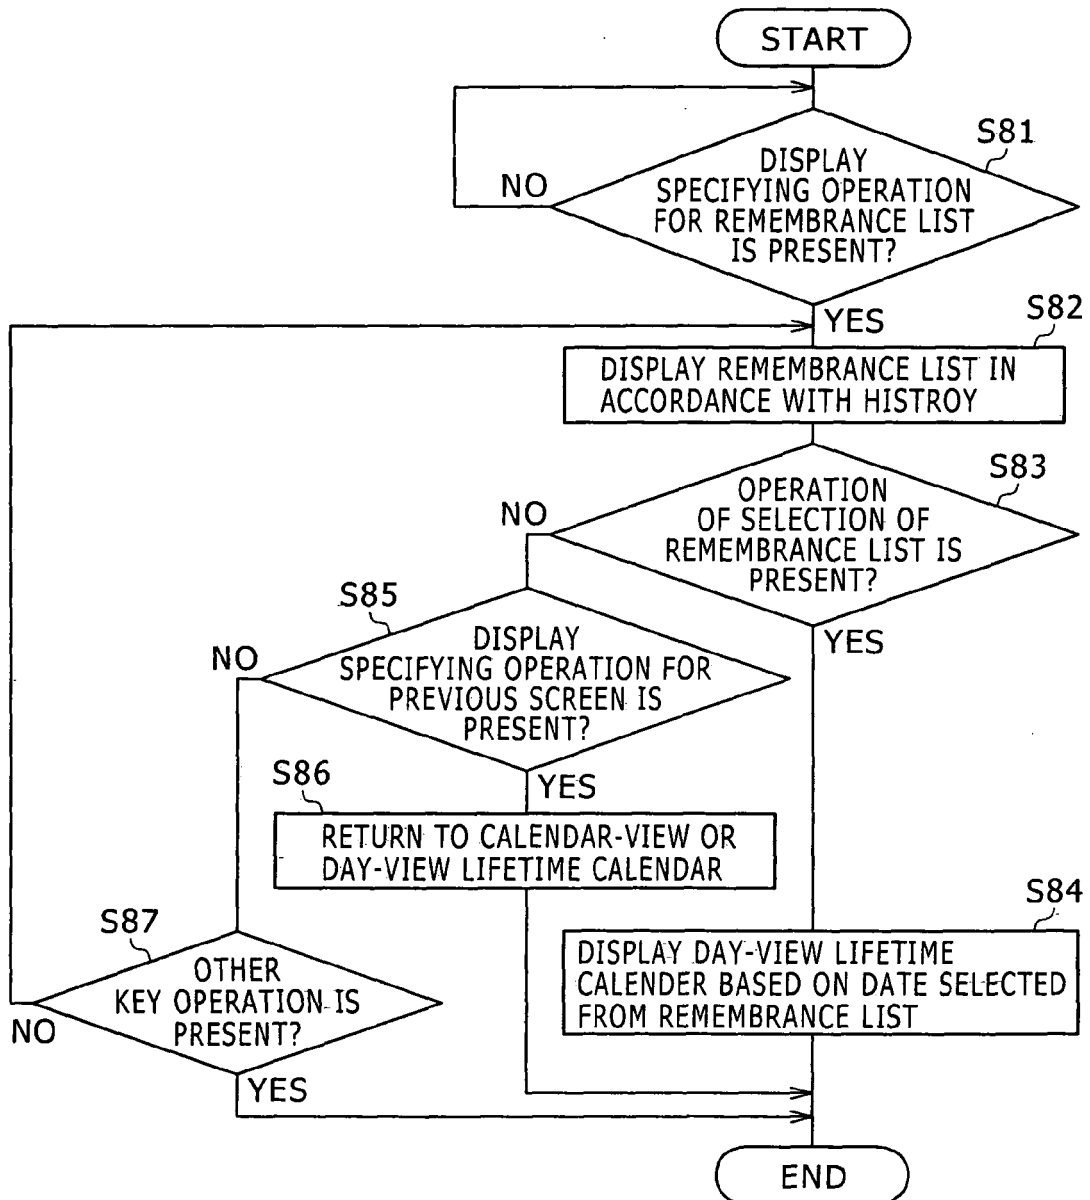 START
S81
DISPLAY
SPECIFYING OPERATION
FOR REMEMBRANCE LIST
IS PRESENT?
NO
YES
S82
DISPLAY REMEMBRANCE LIST IN
ACCORDANCE WITH HISTROY
S83
OPERATION
OF SELECTION OF
REMEMBRANCE LIST IS
PRESENT?
NO
YES
S85
DISPLAY
SPECIFYING OPERATION FOR
PREVIOUS SCREEN IS
PRESENT?
NO
YES
S86
RETURN TO CALENDAR-VIEW OR
DAY-VIEW LIFETIME CALENDAR
S84
DISPLAY DAY-VIEW LIFETIME
CALENDER BASED ON DATE SELECTED
FROM REMEMBRANCE LIST
S87
OTHER
KEY OPERATION IS
PRESENT?
NO
YES
END